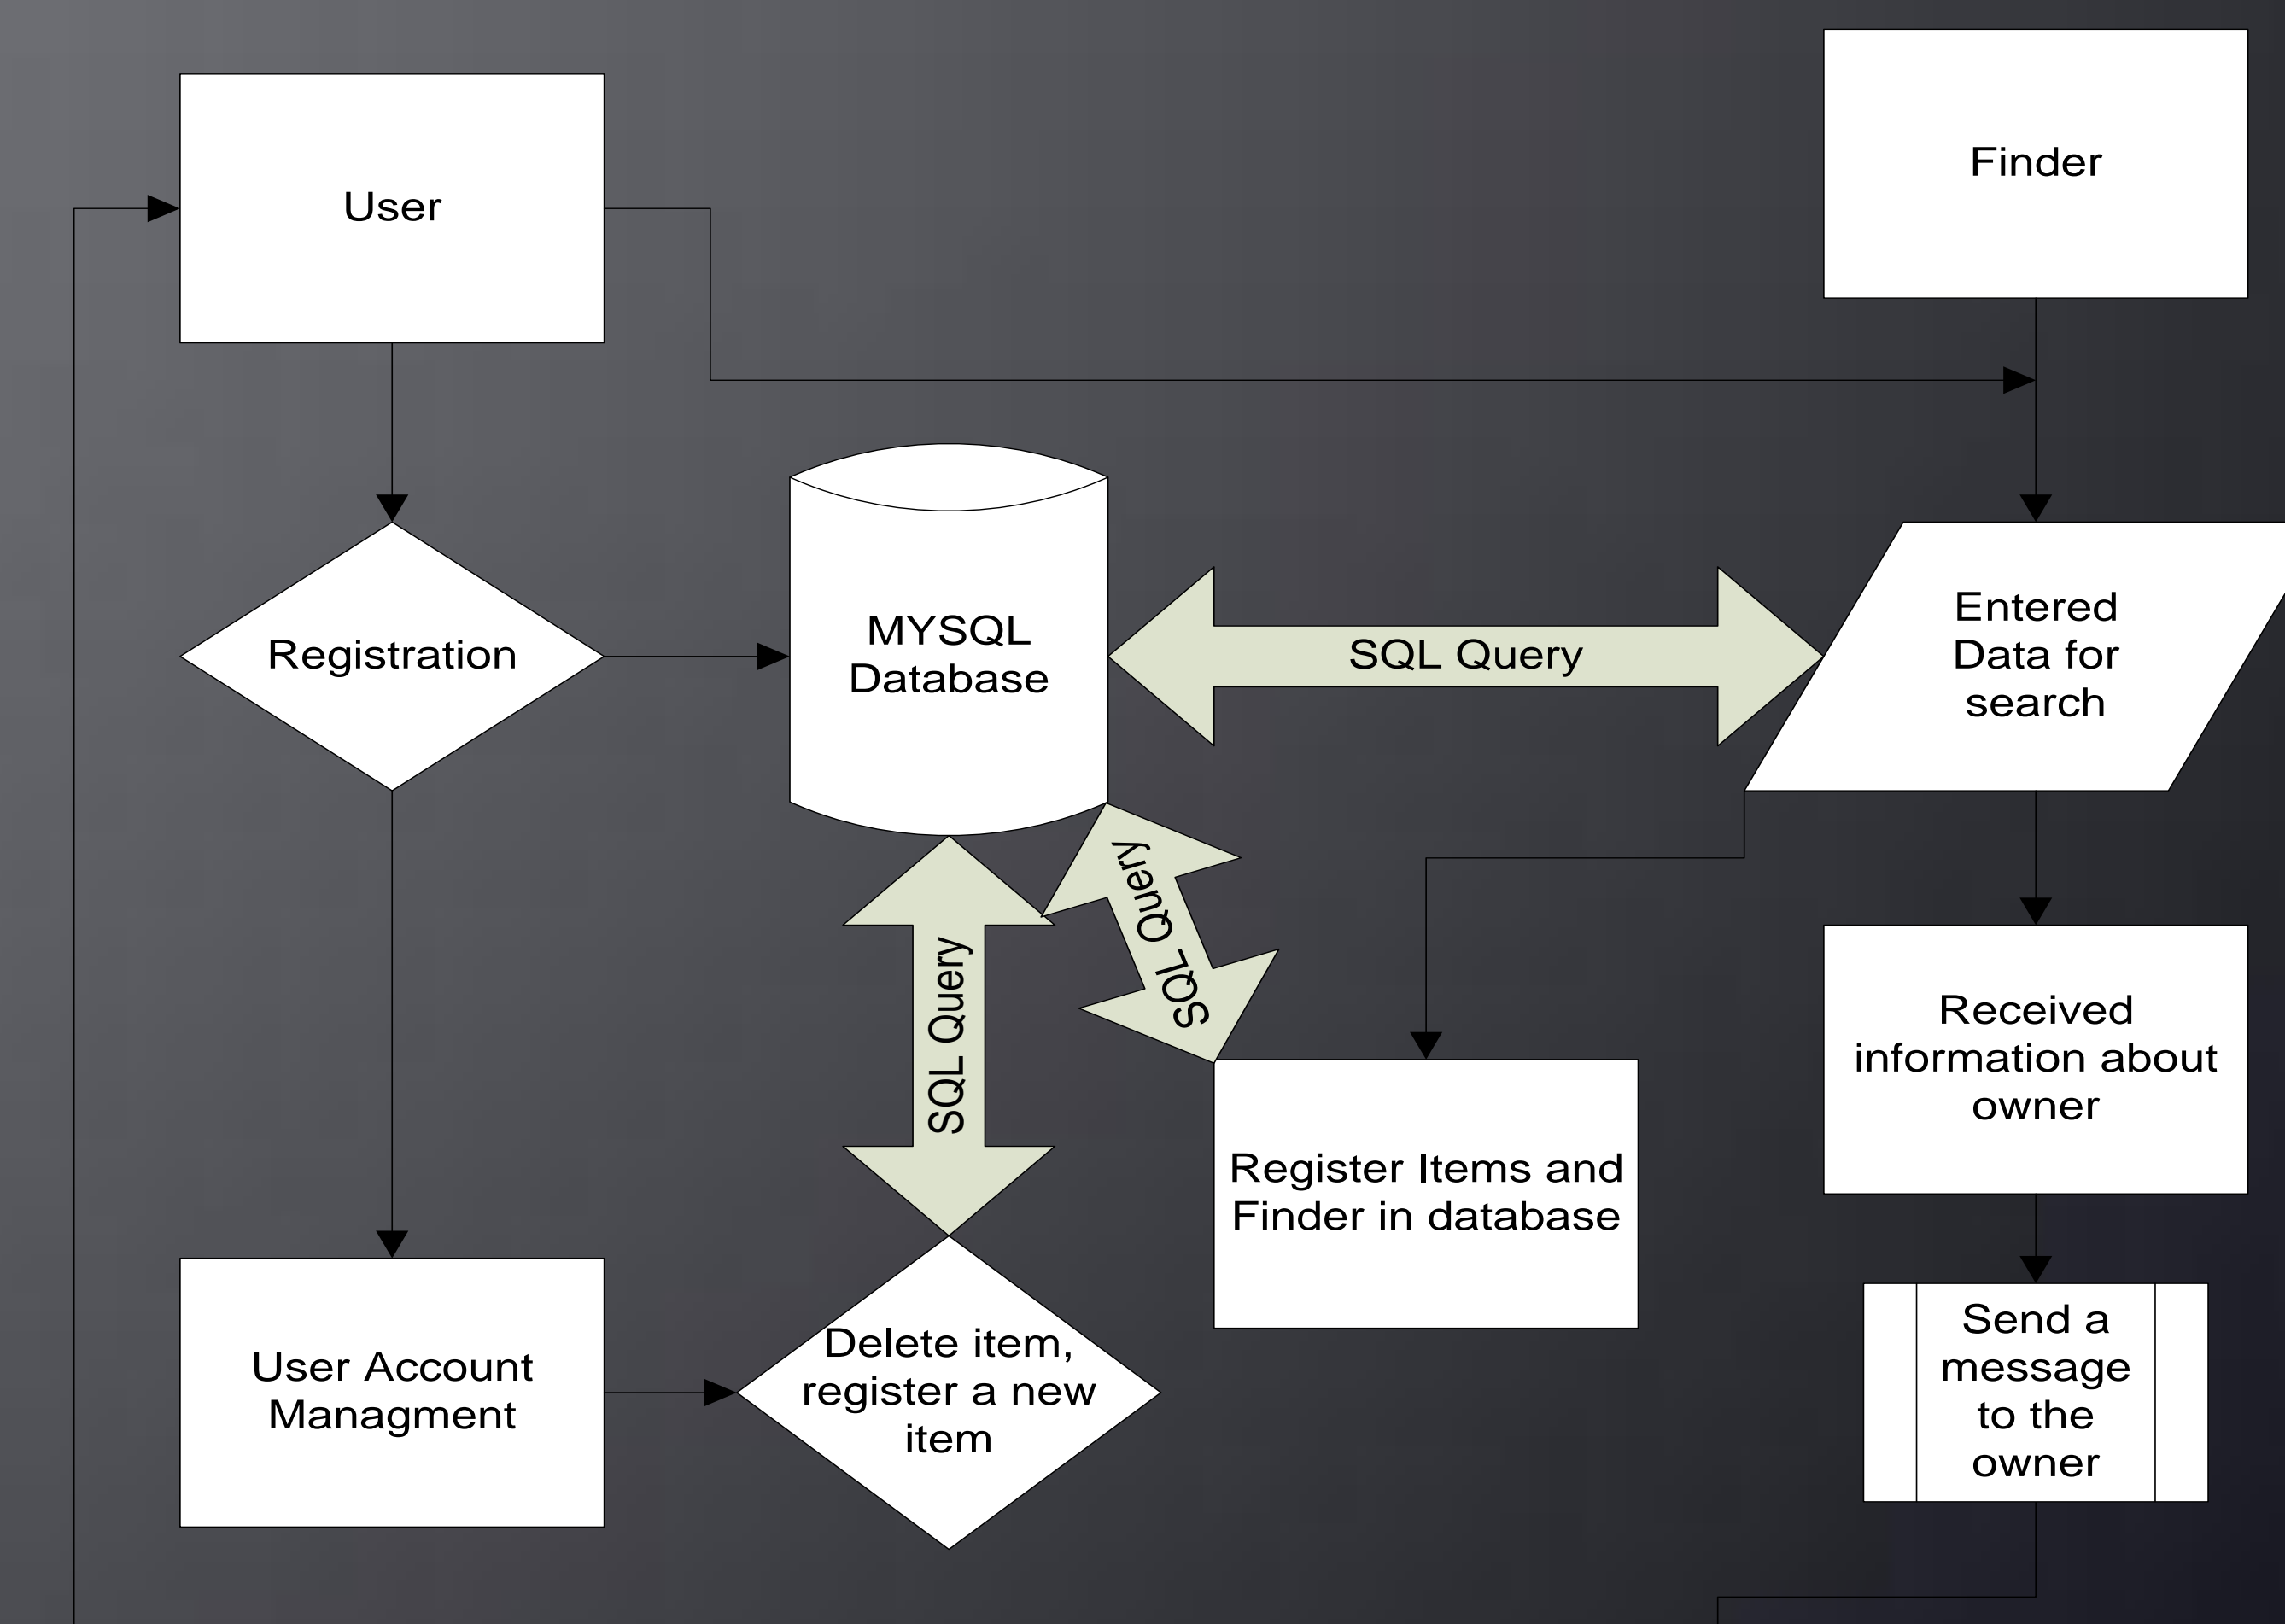 User
Finder
Registration
MYSQL
Database
SQL Query
Entered
Data for
search
SQL Query
SQL Query
Received
information about
owner
Register Items and
Finder in database
User Account
Managment
Delete item,
register a new
item
Send a
message
to the
owner